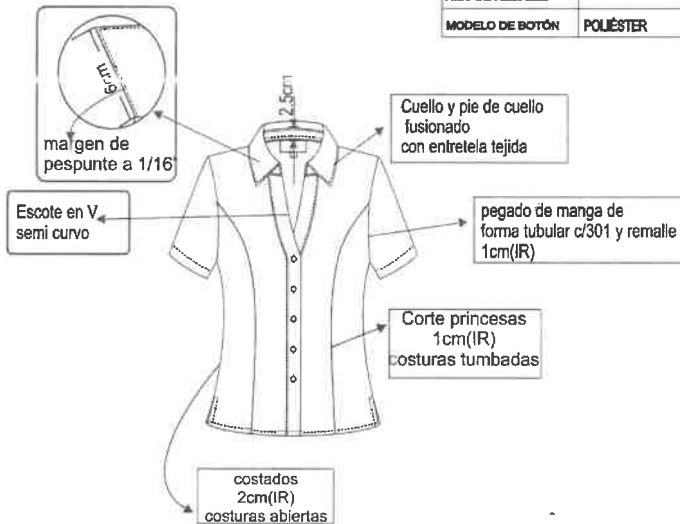 MODELO DE BOTÓN POLIÉSTER
6cm
margen de
pespunte a 1/16"
2.5cm
Cuello y pie de cuello
fusionado
con entretela tejida
Escote en V
semi curvo
pegado de manga de
forma tubular c/301 y remalle
1cm(IR)
Corte princesas
1cm(IR)
costuras tumbadas
costados
2cm(IR)
costuras abiertas